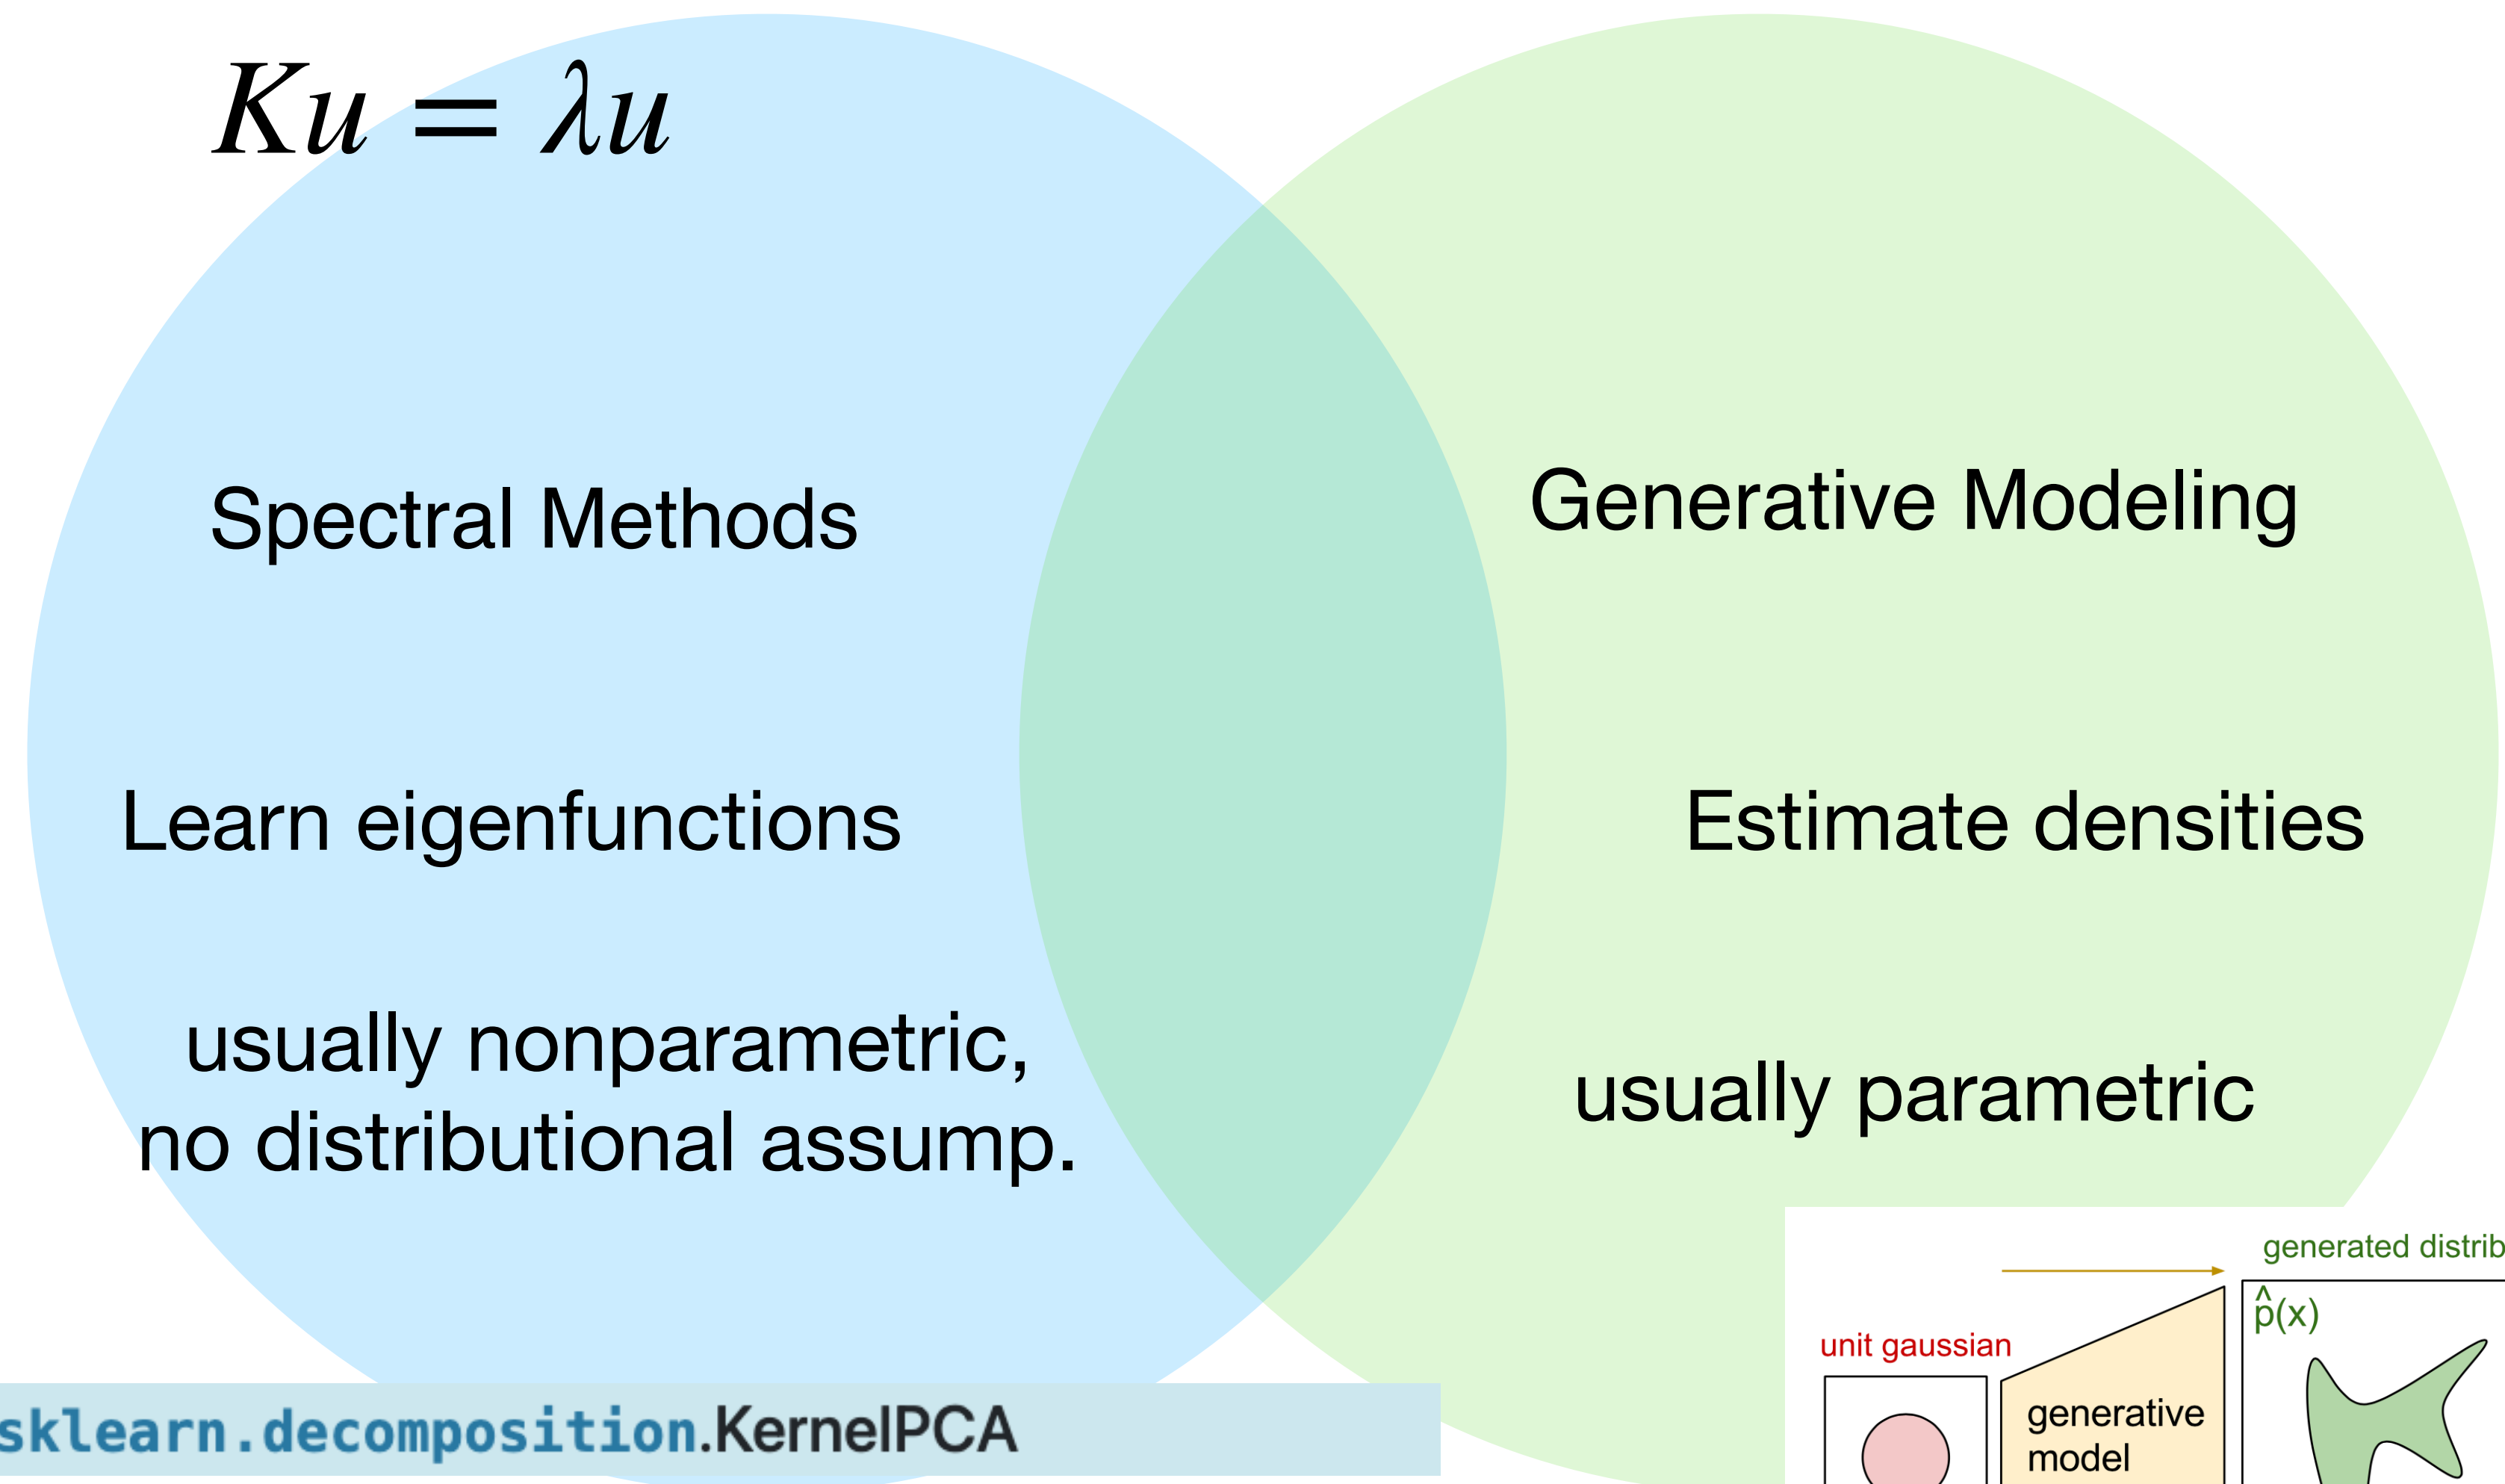 Ku = λu
Spectral Methods
Generative Modeling
Learn eigenfunctions
Estimate densities
usually nonparametric,
no distributional assump.
usually parametric
generated distrib
p̂(x)
unit gaussian
generative
model
sklearn.decomposition.KernelPCA